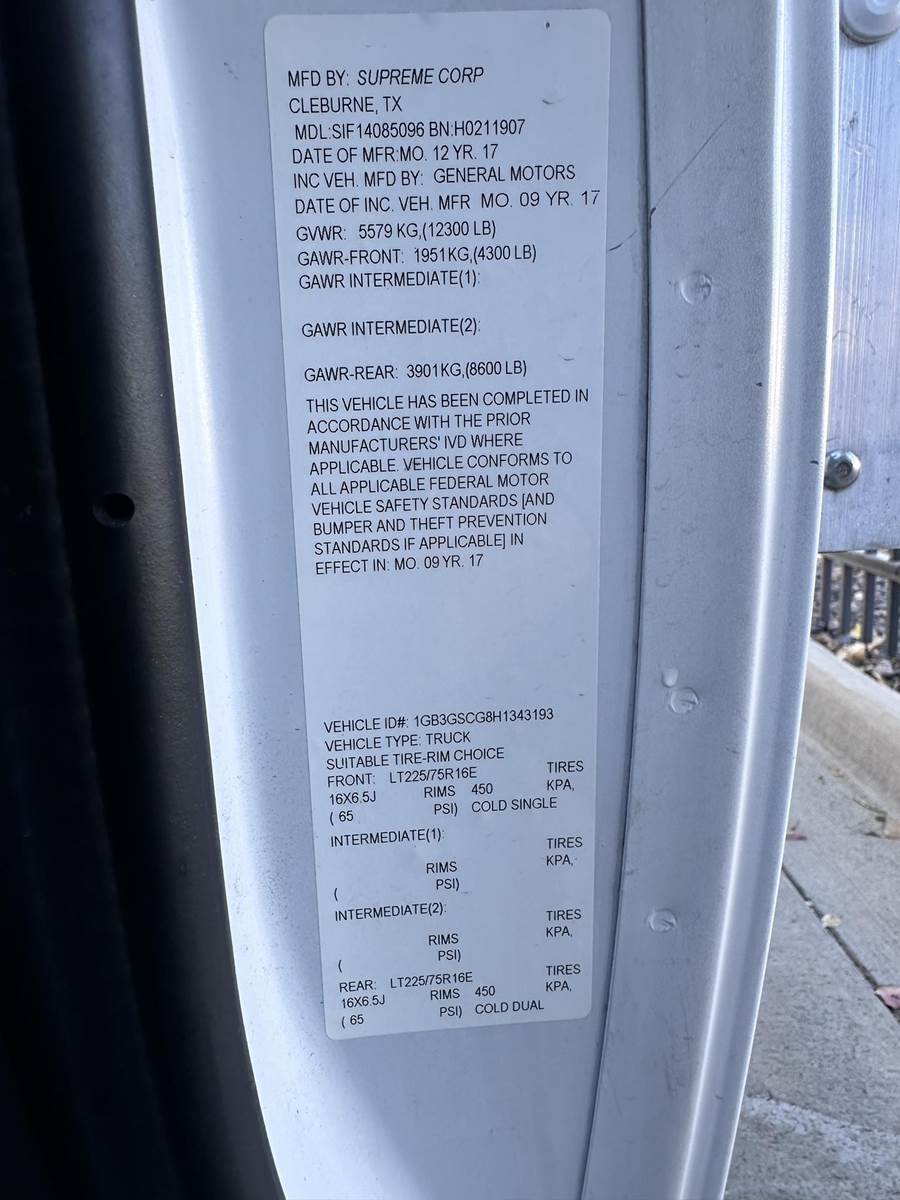 MFD BY: SUPREME CORP
CLEBURNE, TX
MDL:SIF14085096 BN:H0211907
DATE OF MFR:MO. 12 YR. 17
INC VEH. MFD BY: GENERAL MOTORS
DATE OF INC. VEH. MFR MO. 09 YR. 17
GVWR: 5579 KG,(12300 LB)
GAWR-FRONT: 1951KG,(4300 LB)
GAWR INTERMEDIATE(1):
GAWR INTERMEDIATE(2):
GAWR-REAR: 3901KG,(8600 LB)
THIS VEHICLE HAS BEEN COMPLETED IN
ACCORDANCE WITH THE PRIOR
MANUFACTURERS' IVD WHERE
APPLICABLE. VEHICLE CONFORMS TO
ALL APPLICABLE FEDERAL MOTOR
VEHICLE SAFETY STANDARDS [AND
BUMPER AND THEFT PREVENTION
STANDARDS IF APPLICABLE] IN
EFFECT IN: MO. 09 YR. 17
VEHICLE ID#: 1GB3GSCG8H1343193
VEHICLE TYPE: TRUCK
SUITABLE TIRE-RIM CHOICE
FRONT: LT225/75R16E TIRES
16X6.5J RIMS 450 KPA,
( 65 PSI) COLD SINGLE
INTERMEDIATE(1): TIRES
RIMS KPA,
( PSI)
INTERMEDIATE(2): TIRES
RIMS KPA,
( PSI)
REAR: LT225/75R16E TIRES
16X6.5J RIMS 450 KPA,
( 65 PSI) COLD DUAL